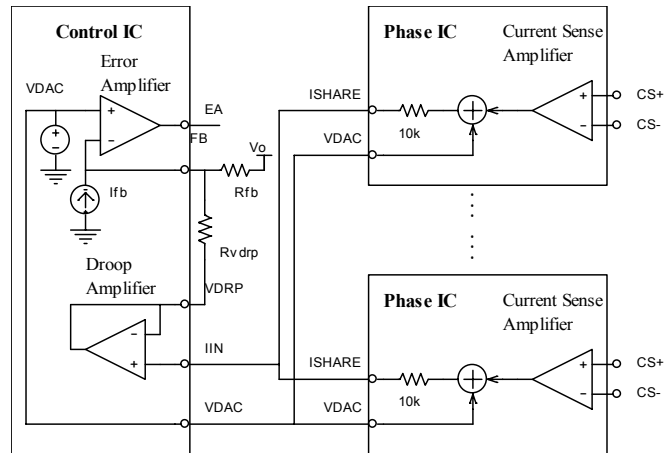 Control IC
Error
Amplifier
VDAC
+
-
+
-
EA
FB
Vo
Ifb
Rfb
Rvdrp
Droop
Amplifier
VDRP
-
+
IIN
VDAC
Phase IC
Current Sense
Amplifier
ISHARE
10k
+
-
CS+
CS-
VDAC
Phase IC
Current Sense
Amplifier
ISHARE
10k
+
-
CS+
CS-
VDAC